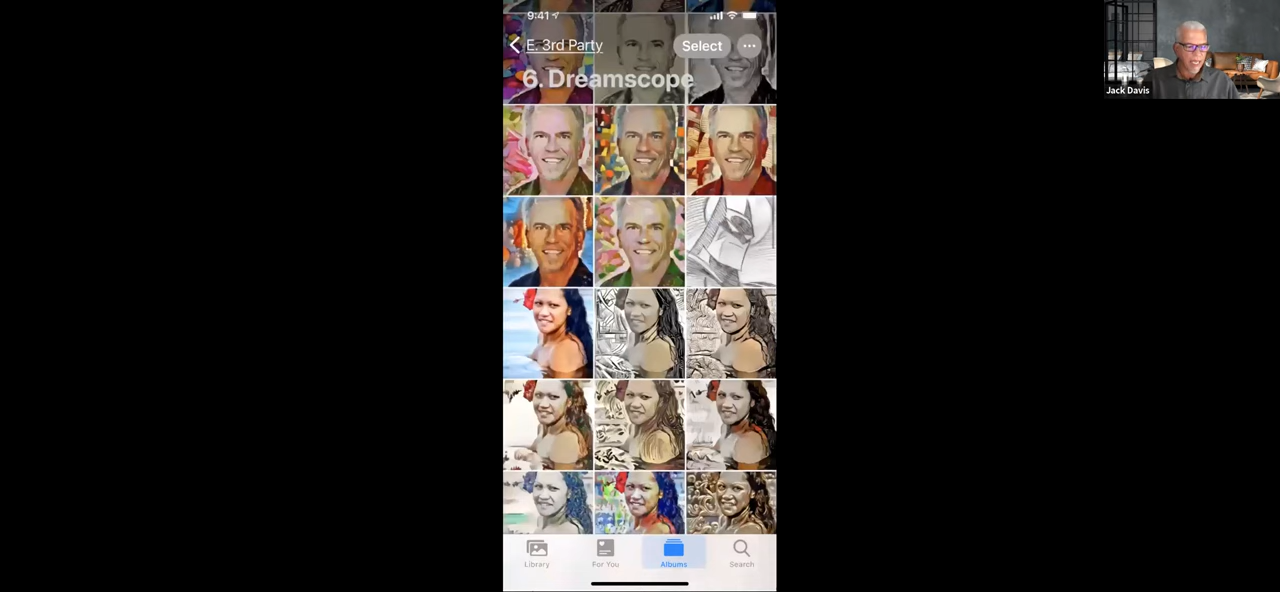 9:41
E. 3rd Party
Select
6. Dreamscope
Library
For You
Albums
Search
Jack Davis